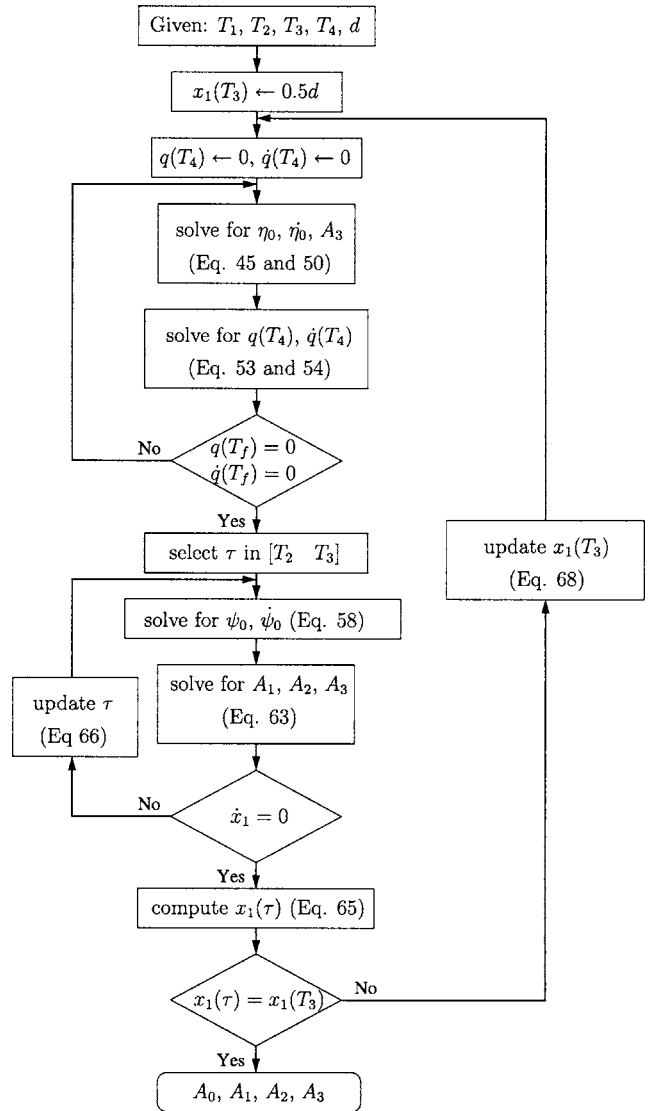 Given: T₁, T₂, T₃, T₄, d
x₁(T₃) ← 0.5d
q(T₄) ← 0, q̇(T₄) ← 0
solve for η₀, η̇₀, A₃
(Eq. 45 and 50)
solve for q(T₄), q̇(T₄)
(Eq. 53 and 54)
No
q(T_f) = 0
q̇(T_f) = 0
Yes
select τ in [T₂ T₃]
update x₁(T₃)
(Eq. 68)
solve for ψ₀, ψ̇₀ (Eq. 58)
solve for A₁, A₂, A₃
(Eq. 63)
update τ
(Eq 66)
No
ẋ₁ = 0
Yes
compute x₁(τ) (Eq. 65)
x₁(τ) = x₁(T₃)
No
Yes
A₀, A₁, A₂, A₃